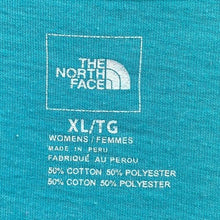 THE
NORTH
FACE
XL/TG
WOMENS / FEMMES
MADE IN PERU
FABRIQUÉ AU PEROU
50% COTTON 50% POLYESTER
50% COTON 50% POLYESTER